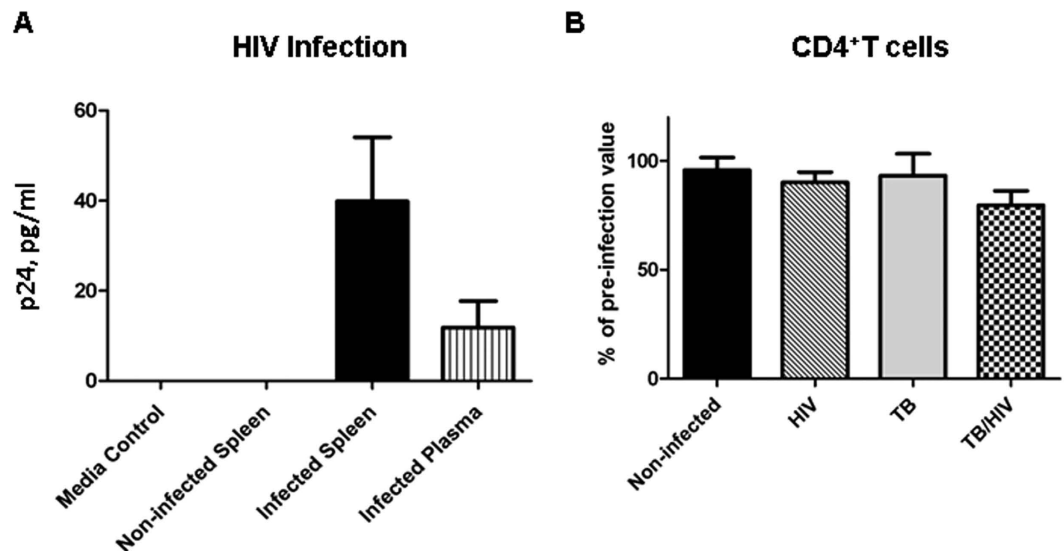 A
HIV Infection
p24, pg/ml
60
40
20
0
Media Control
Non-infected Spleen
Infected Spleen
Infected Plasma
B
CD4⁺T cells
% of pre-infection value
100
50
0
Non-infected
HIV
TB
TB/HIV